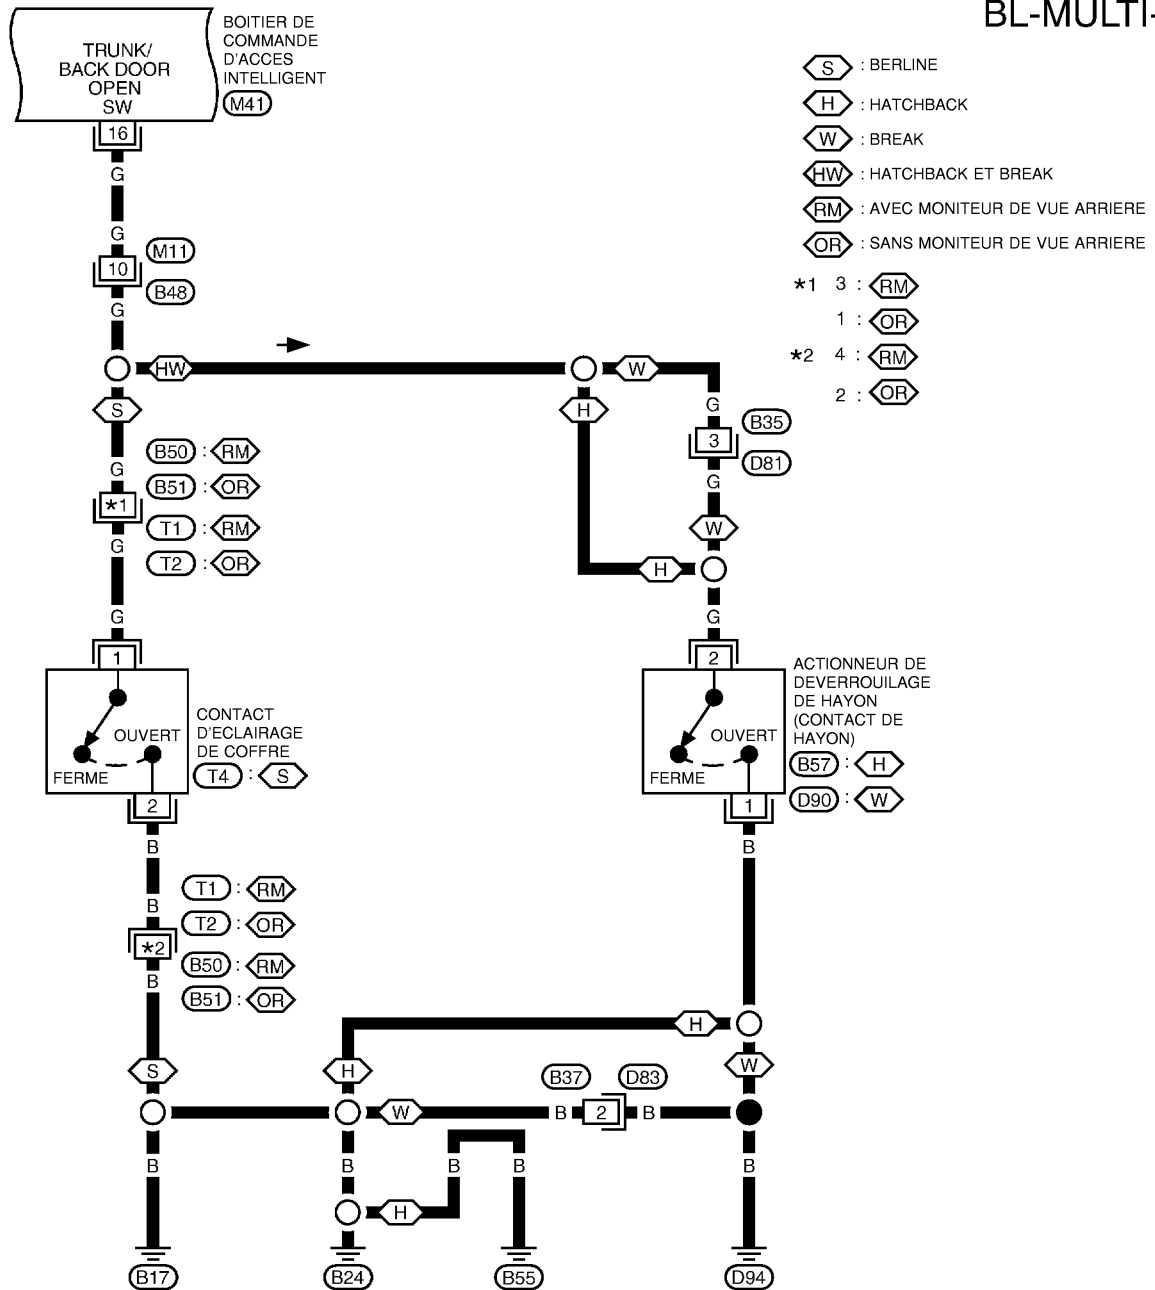 BL-MULTI-
BOITIER DE
COMMANDE
D'ACCES
INTELLIGENT
M41
TRUNK/
BACK DOOR
OPEN
SW
16
G
G
10
M11
B48
G
S : BERLINE
H : HATCHBACK
W : BREAK
HW : HATCHBACK ET BREAK
RM : AVEC MONITEUR DE VUE ARRIERE
OR : SANS MONITEUR DE VUE ARRIERE
*1 3 : RM
1 : OR
*2 4 : RM
2 : OR
HW
W
S
H
G
3
B35
D81
G
W
H
G
B50 : RM
B51 : OR
G
*1
T1 : RM
G
T2 : OR
G
1
OUVERT
FERME
2
CONTACT
D'ECLAIRAGE
DE COFFRE
T4 : S
2
OUVERT
FERME
1
ACTIONNEUR DE
DEVERROUILAGE
DE HAYON
(CONTACT DE
HAYON)
B57 : H
D90 : W
B
B
T1 : RM
B
T2 : OR
*2
B50 : RM
B
B51 : OR
H
S
H
W
B37
D83
W
B
2
B
B
B
B
B
B
H
B17
B24
B55
D94